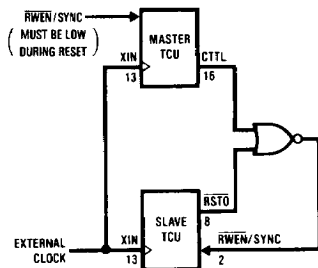 RWEN/SYNC
( MUST BE LOW
DURING RESET )
MASTER
TCU
XIN
13
CTTL
16
RSTO
8
SLAVE
TCU
XIN
13
RWEN/SYNC
2
EXTERNAL
CLOCK